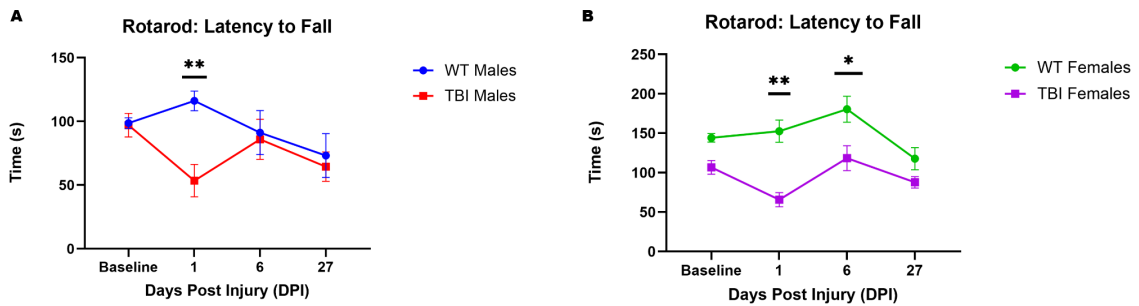 A
Rotarod: Latency to Fall
150
100
50
0
Time (s)
**
Baseline
1
6
27
Days Post Injury (DPI)
WT Males
TBI Males
B
Rotarod: Latency to Fall
250
200
150
100
50
0
Time (s)
**
*
Baseline
1
6
27
Days Post Injury (DPI)
WT Females
TBI Females